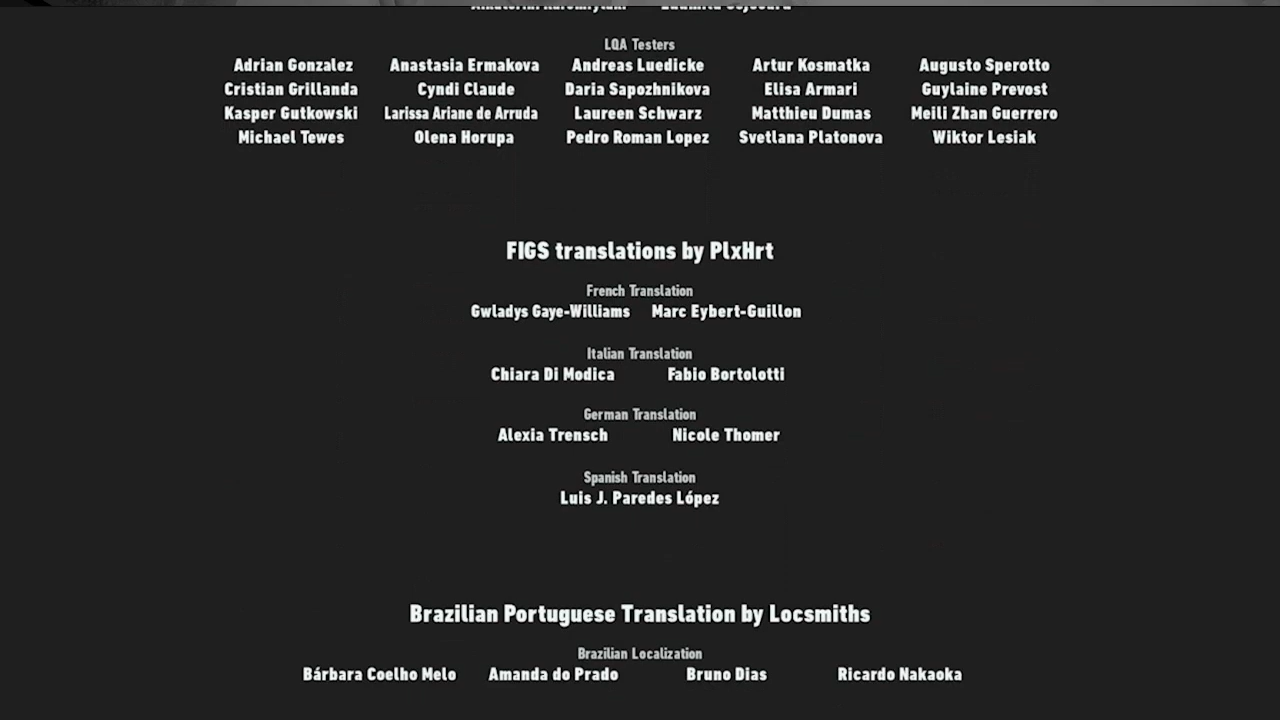 LQA Testers
Adrian Gonzalez Anastasia Ermakova Andreas Luedicke Artur Kosmatka Augusto Sperotto
Cristian Grillanda Cyndi Claude Daria Sapozhnikova Elisa Armari Guylaine Prevost
Kasper Gutkowski Larissa Ariane de Arruda Laureen Schwarz Matthieu Dumas Meili Zhan Guerrero
Michael Tewes Olena Horupa Pedro Roman Lopez Svetlana Platonova Wiktor Lesiak
FIGS translations by PlxHrt
French Translation
Gwladys Gaye-Williams Marc Eybert-Guillon
Italian Translation
Chiara Di Modica Fabio Bortolotti
German Translation
Alexia Trensch Nicole Thomer
Spanish Translation
Luis J. Paredes López
Brazilian Portuguese Translation by Locsmiths
Brazilian Localization
Bárbara Coelho Melo Amanda do Prado Bruno Dias Ricardo Nakaoka